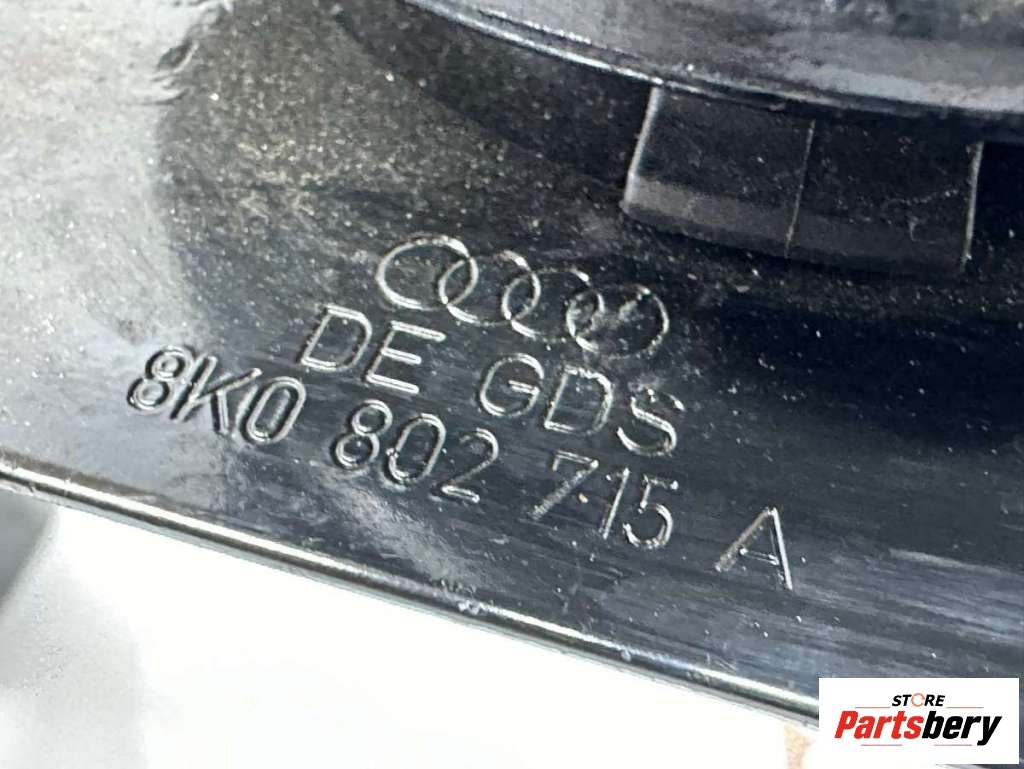 DE GDS
8K0 802 715 A
STORE
Partsbery